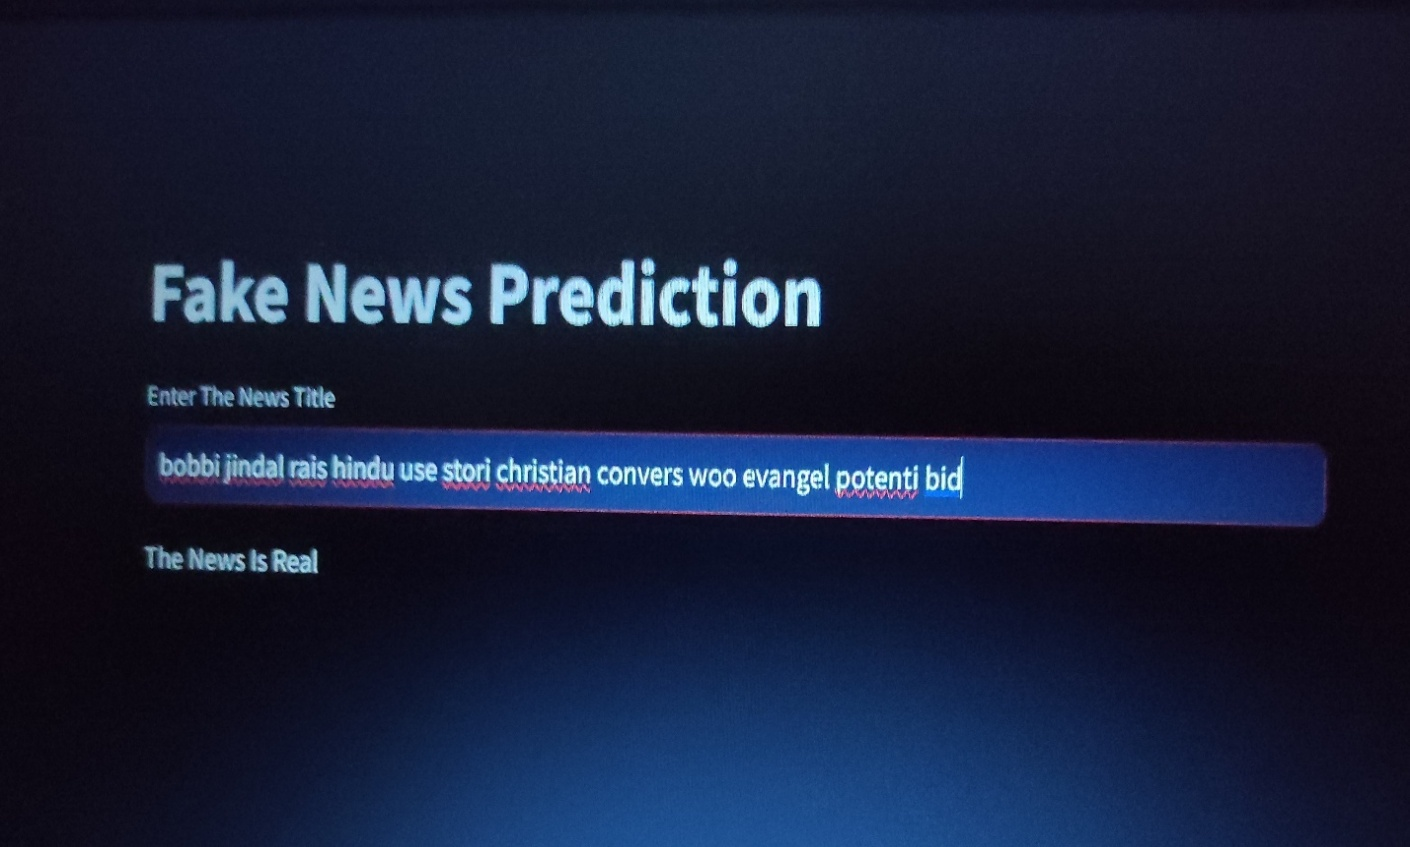 Fake News Prediction
Enter The News Title
bobbi jindal rais hindu use stori christian convers woo evangel potenti bid
The News Is Real